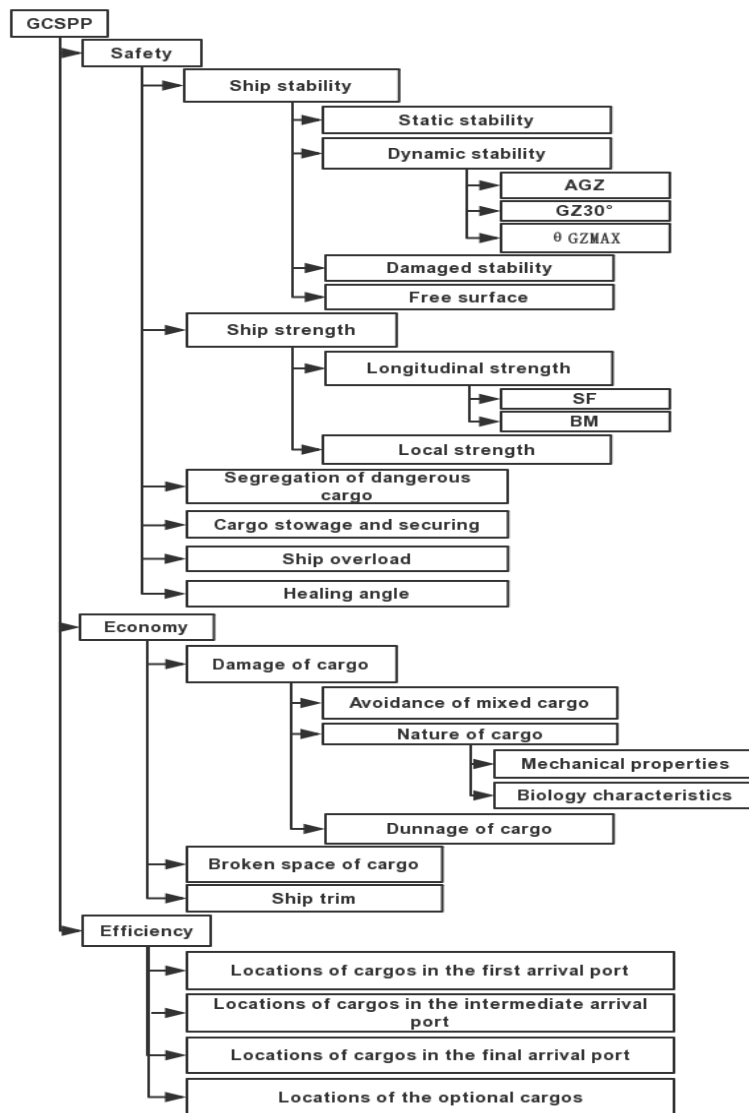 GCSPP
Safety
Ship stability
Static stability
Dynamic stability
AGZ
GZ30°
θ GZMAX
Damaged stability
Free surface
Ship strength
Longitudinal strength
SF
BM
Local strength
Segregation of dangerous
cargo
Cargo stowage and securing
Ship overload
Healing angle
Economy
Damage of cargo
Avoidance of mixed cargo
Nature of cargo
Mechanical properties
Biology characteristics
Dunnage of cargo
Broken space of cargo
Ship trim
Efficiency
Locations of cargos in the first arrival port
Locations of cargos in the intermediate arrival
port
Locations of cargos in the final arrival port
Locations of the optional cargos